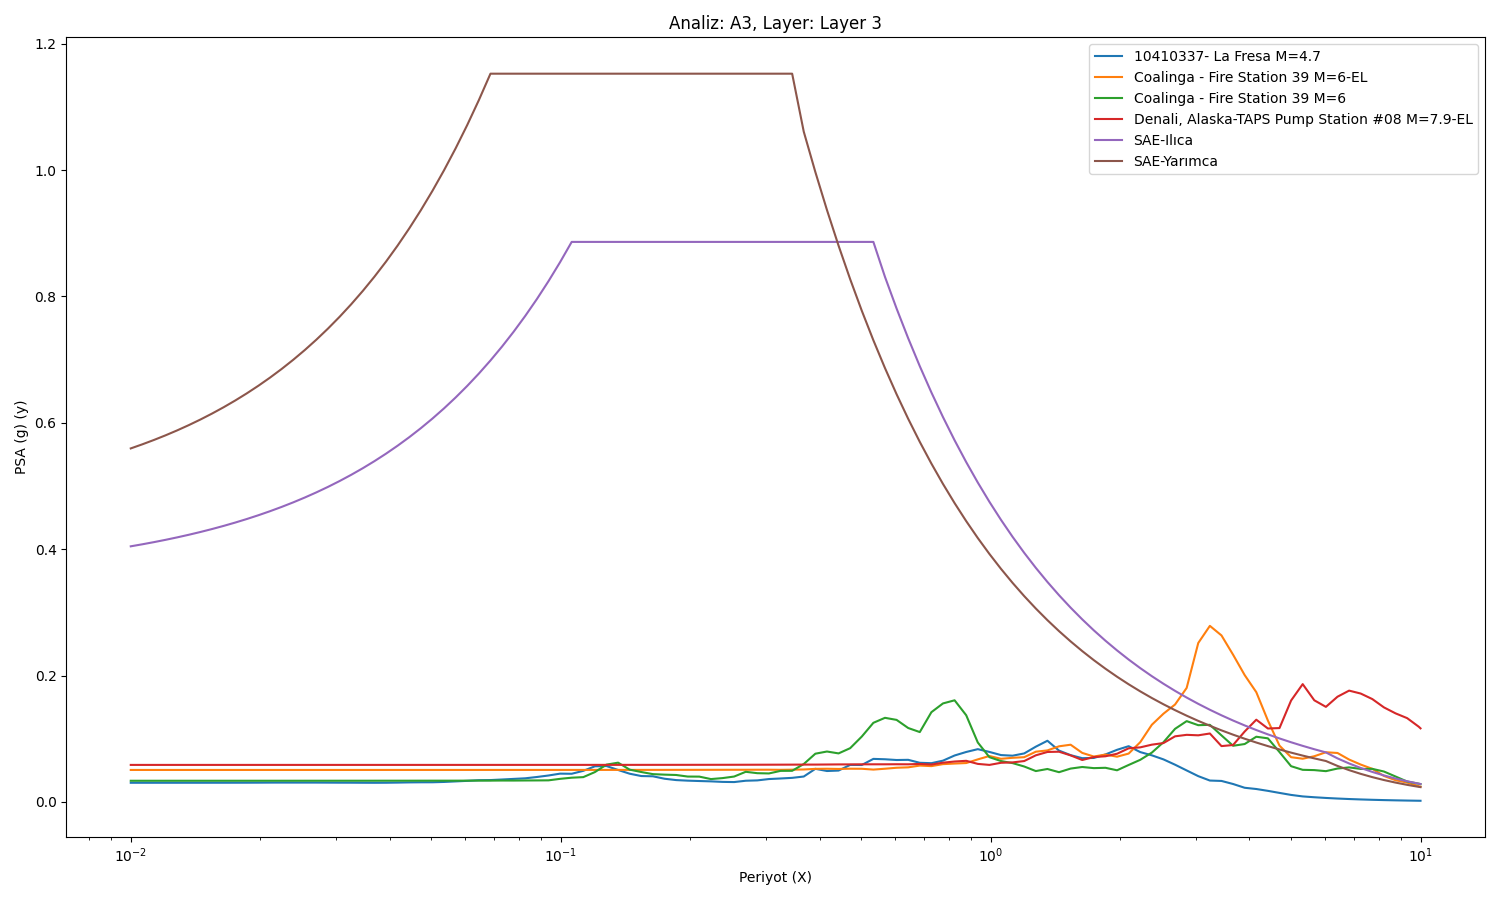 Analiz: A3, Layer: Layer 3
10410337- La Fresa M=4.7
Coalinga - Fire Station 39 M=6-EL
Coalinga - Fire Station 39 M=6
Denali, Alaska-TAPS Pump Station #08 M=7.9-EL
SAE-Ilıca
SAE-Yarımca
PSA (g) (y)
1.2
1.0
0.8
0.6
0.4
0.2
0.0
10⁻² 10⁻¹ 10⁰ 10¹
Periyot (X)